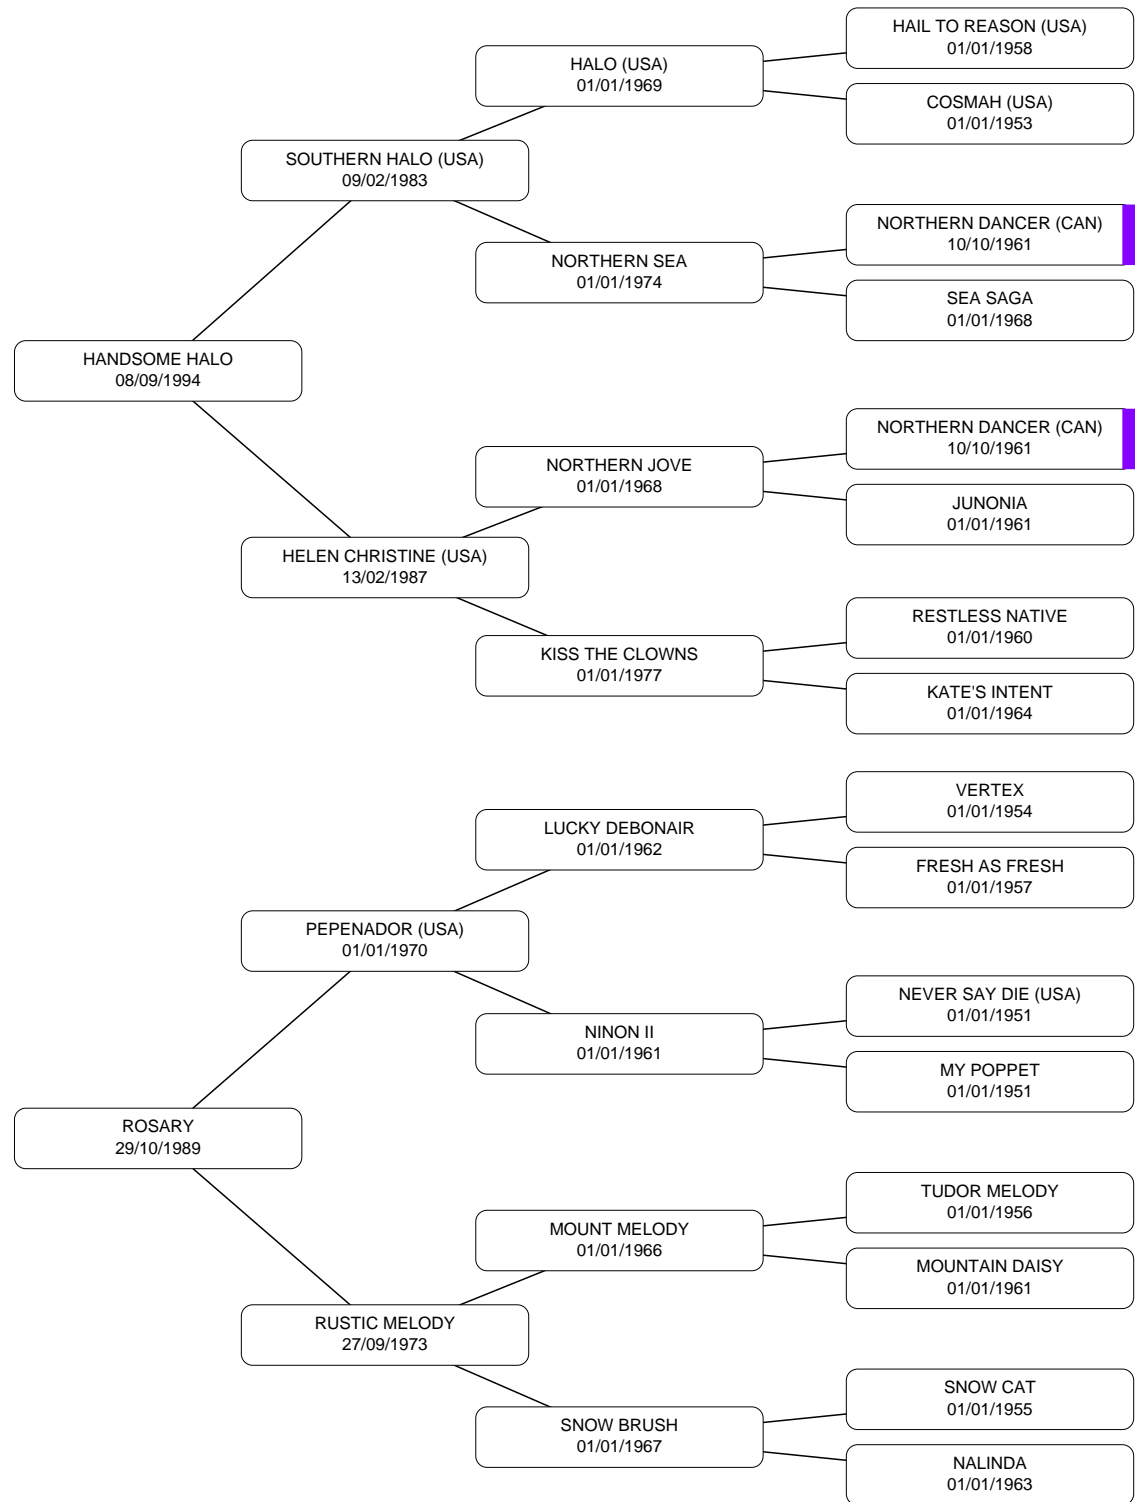 HAIL TO REASON (USA)
01/01/1958
HALO (USA)
01/01/1969
COSMAH (USA)
01/01/1953
SOUTHERN HALO (USA)
09/02/1983
NORTHERN DANCER (CAN)
10/10/1961
NORTHERN SEA
01/01/1974
SEA SAGA
01/01/1968
HANDSOME HALO
08/09/1994
NORTHERN DANCER (CAN)
10/10/1961
NORTHERN JOVE
01/01/1968
JUNONIA
01/01/1961
HELEN CHRISTINE (USA)
13/02/1987
RESTLESS NATIVE
01/01/1960
KISS THE CLOWNS
01/01/1977
KATE'S INTENT
01/01/1964
VERTEX
01/01/1954
LUCKY DEBONAIR
01/01/1962
FRESH AS FRESH
01/01/1957
PEPENADOR (USA)
01/01/1970
NEVER SAY DIE (USA)
01/01/1951
NINON II
01/01/1961
MY POPPET
01/01/1951
ROSARY
29/10/1989
TUDOR MELODY
01/01/1956
MOUNT MELODY
01/01/1966
MOUNTAIN DAISY
01/01/1961
RUSTIC MELODY
27/09/1973
SNOW CAT
01/01/1955
SNOW BRUSH
01/01/1967
NALINDA
01/01/1963